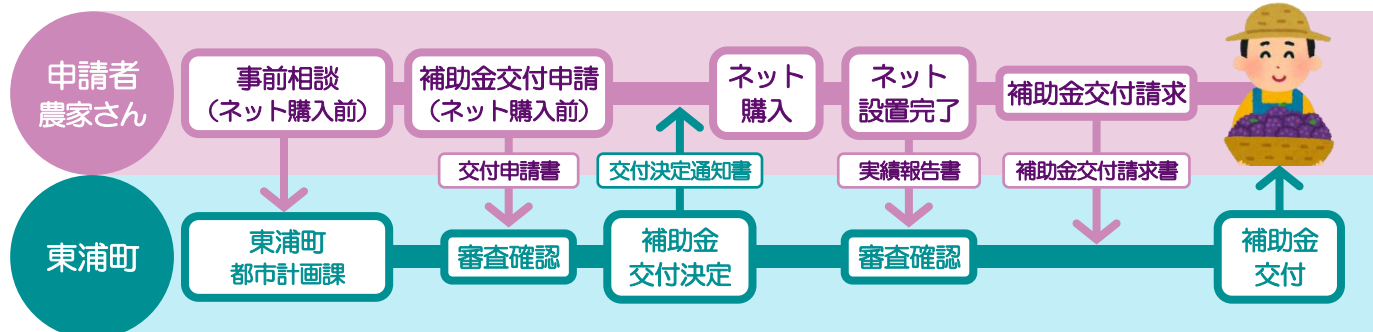 申請者
農家さん
事前相談
（ネット購入前）
補助金交付申請
（ネット購入前）
ネット
購入
ネット
設置完了
補助金交付請求
交付申請書
交付決定通知書
実績報告書
補助金交付請求書
東浦町
東浦町
都市計画課
審査確認
補助金
交付決定
審査確認
補助金
交付